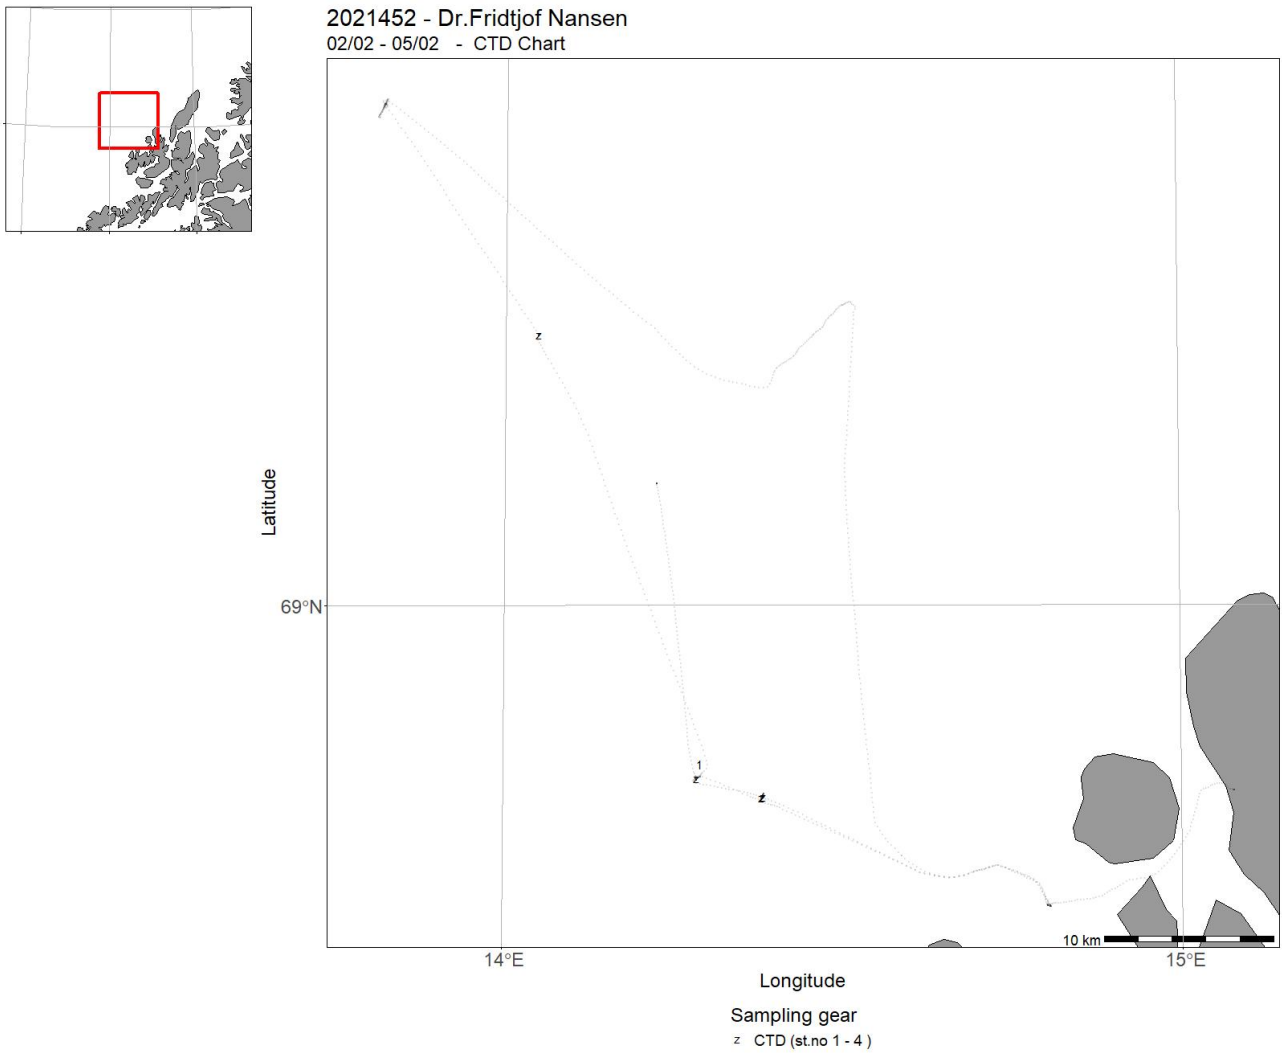 2021452 - Dr.Fridtjof Nansen
02/02 - 05/02 - CTD Chart
z
Latitude
69°N
1
z
z
10 km
14°E
15°E
Longitude
Sampling gear
z CTD (st.no 1 - 4 )